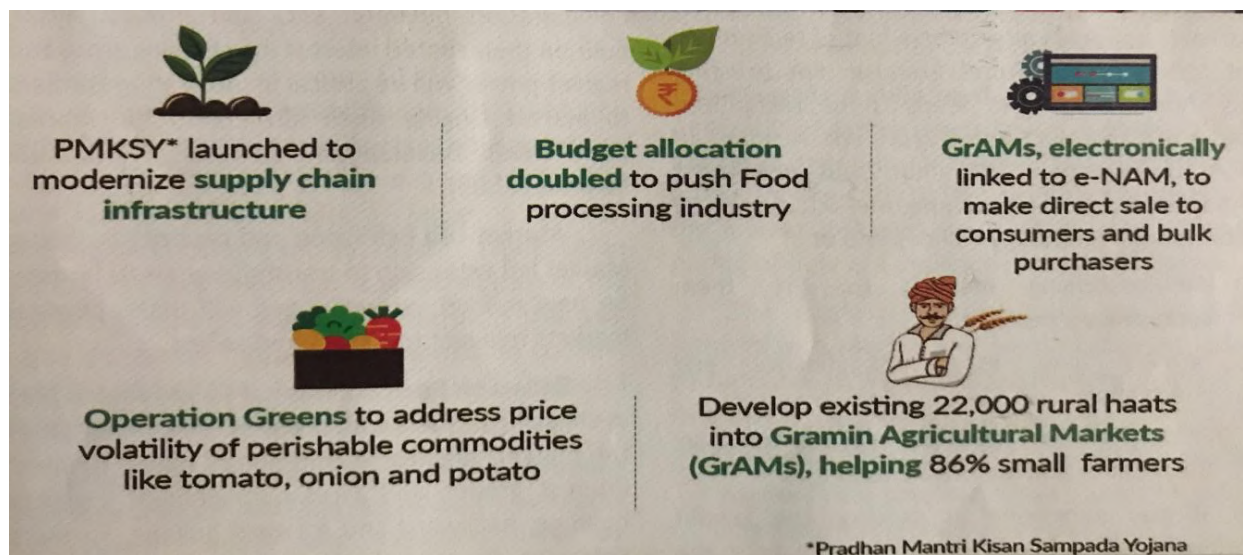 PMKSY* launched to
modernize supply chain
infrastructure
Budget allocation
doubled to push Food
processing industry
GrAMs, electronically
linked to e-NAM, to
make direct sale to
consumers and bulk
purchasers
Operation Greens to address price
volatility of perishable commodities
like tomato, onion and potato
Develop existing 22,000 rural haats
into Gramin Agricultural Markets
(GrAMs), helping 86% small farmers
*Pradhan Mantri Kisan Sampada Yojana